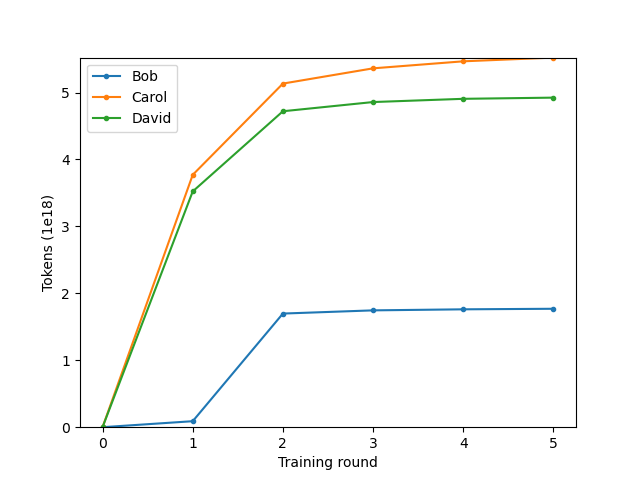 Bob
Carol
David
5
4
3
2
1
0
Tokens (1e18)
0 1 2 3 4 5
Training round